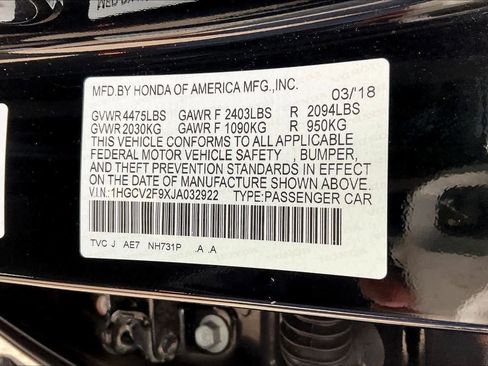 MFD.BY HONDA OF AMERICA MFG.,INC. 03/'18
GVWR 4475LBS GAWR F 2403LBS R 2094LBS
GVWR 2030KG GAWR F 1090KG R 950KG
THIS VEHICLE CONFORMS TO ALL APPLICABLE
FEDERAL MOTOR VEHICLE SAFETY , BUMPER,
AND THEFT PREVENTION STANDARDS IN EFFECT
ON THE DATE OF MANUFACTURE SHOWN ABOVE.
V.I.N.:1HGCV2F9XJA032922 TYPE:PASSENGER CAR
TVC J AE7 NH731P .A .A